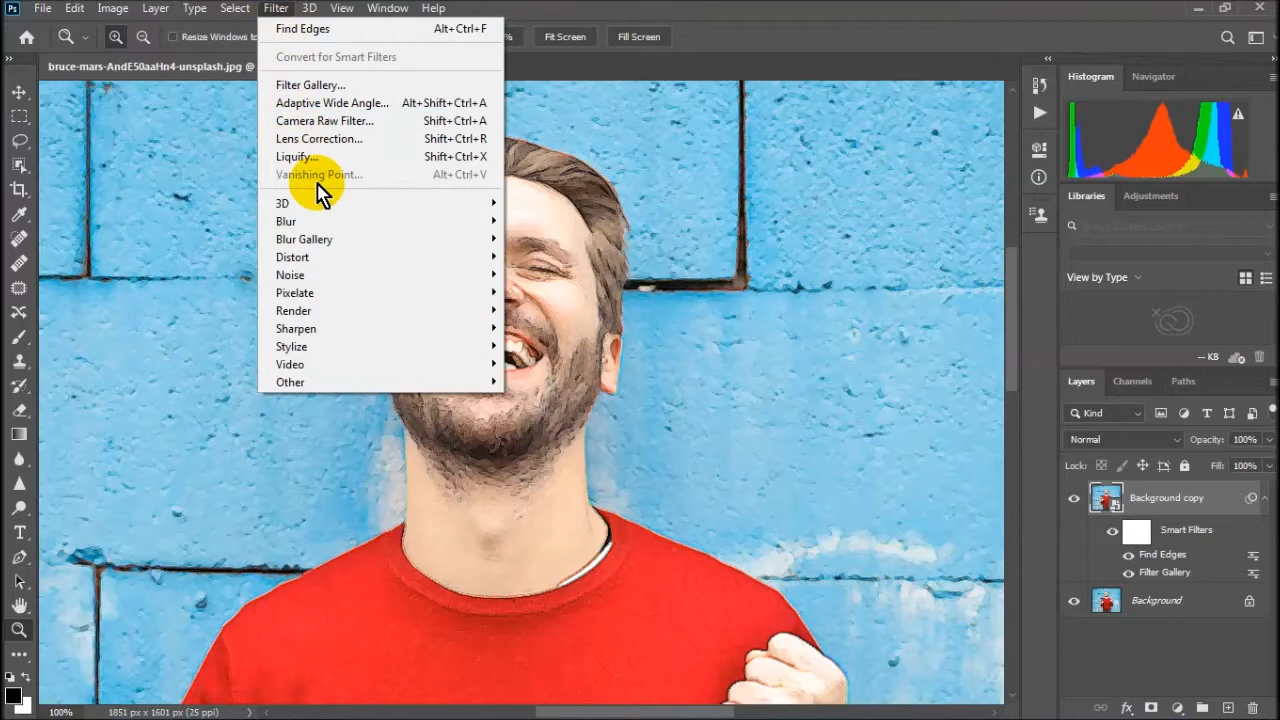 Ps File Edit Image Layer Type Select Filter 3D View Window Help
Resize Windows to % Fit Screen Fill Screen
bruce-mars-AndE50aaHn4-unsplash.jpg @
Find Edges Alt+Ctrl+F
Convert for Smart Filters
Filter Gallery...
Adaptive Wide Angle... Alt+Shift+Ctrl+A
Camera Raw Filter... Shift+Ctrl+A
Lens Correction... Shift+Ctrl+R
Liquify... Shift+Ctrl+X
Vanishing Point... Alt+Ctrl+V
3D
Blur
Blur Gallery
Distort
Noise
Pixelate
Render
Sharpen
Stylize
Video
Other
Histogram Navigator
Libraries Adjustments
View by Type
-- KB
Layers Channels Paths
Kind
Normal Opacity: 100%
Lock: Fill: 100%
Background copy
Smart Filters
Find Edges
Filter Gallery
Background
100% 1851 px x 1601 px (25 ppi)